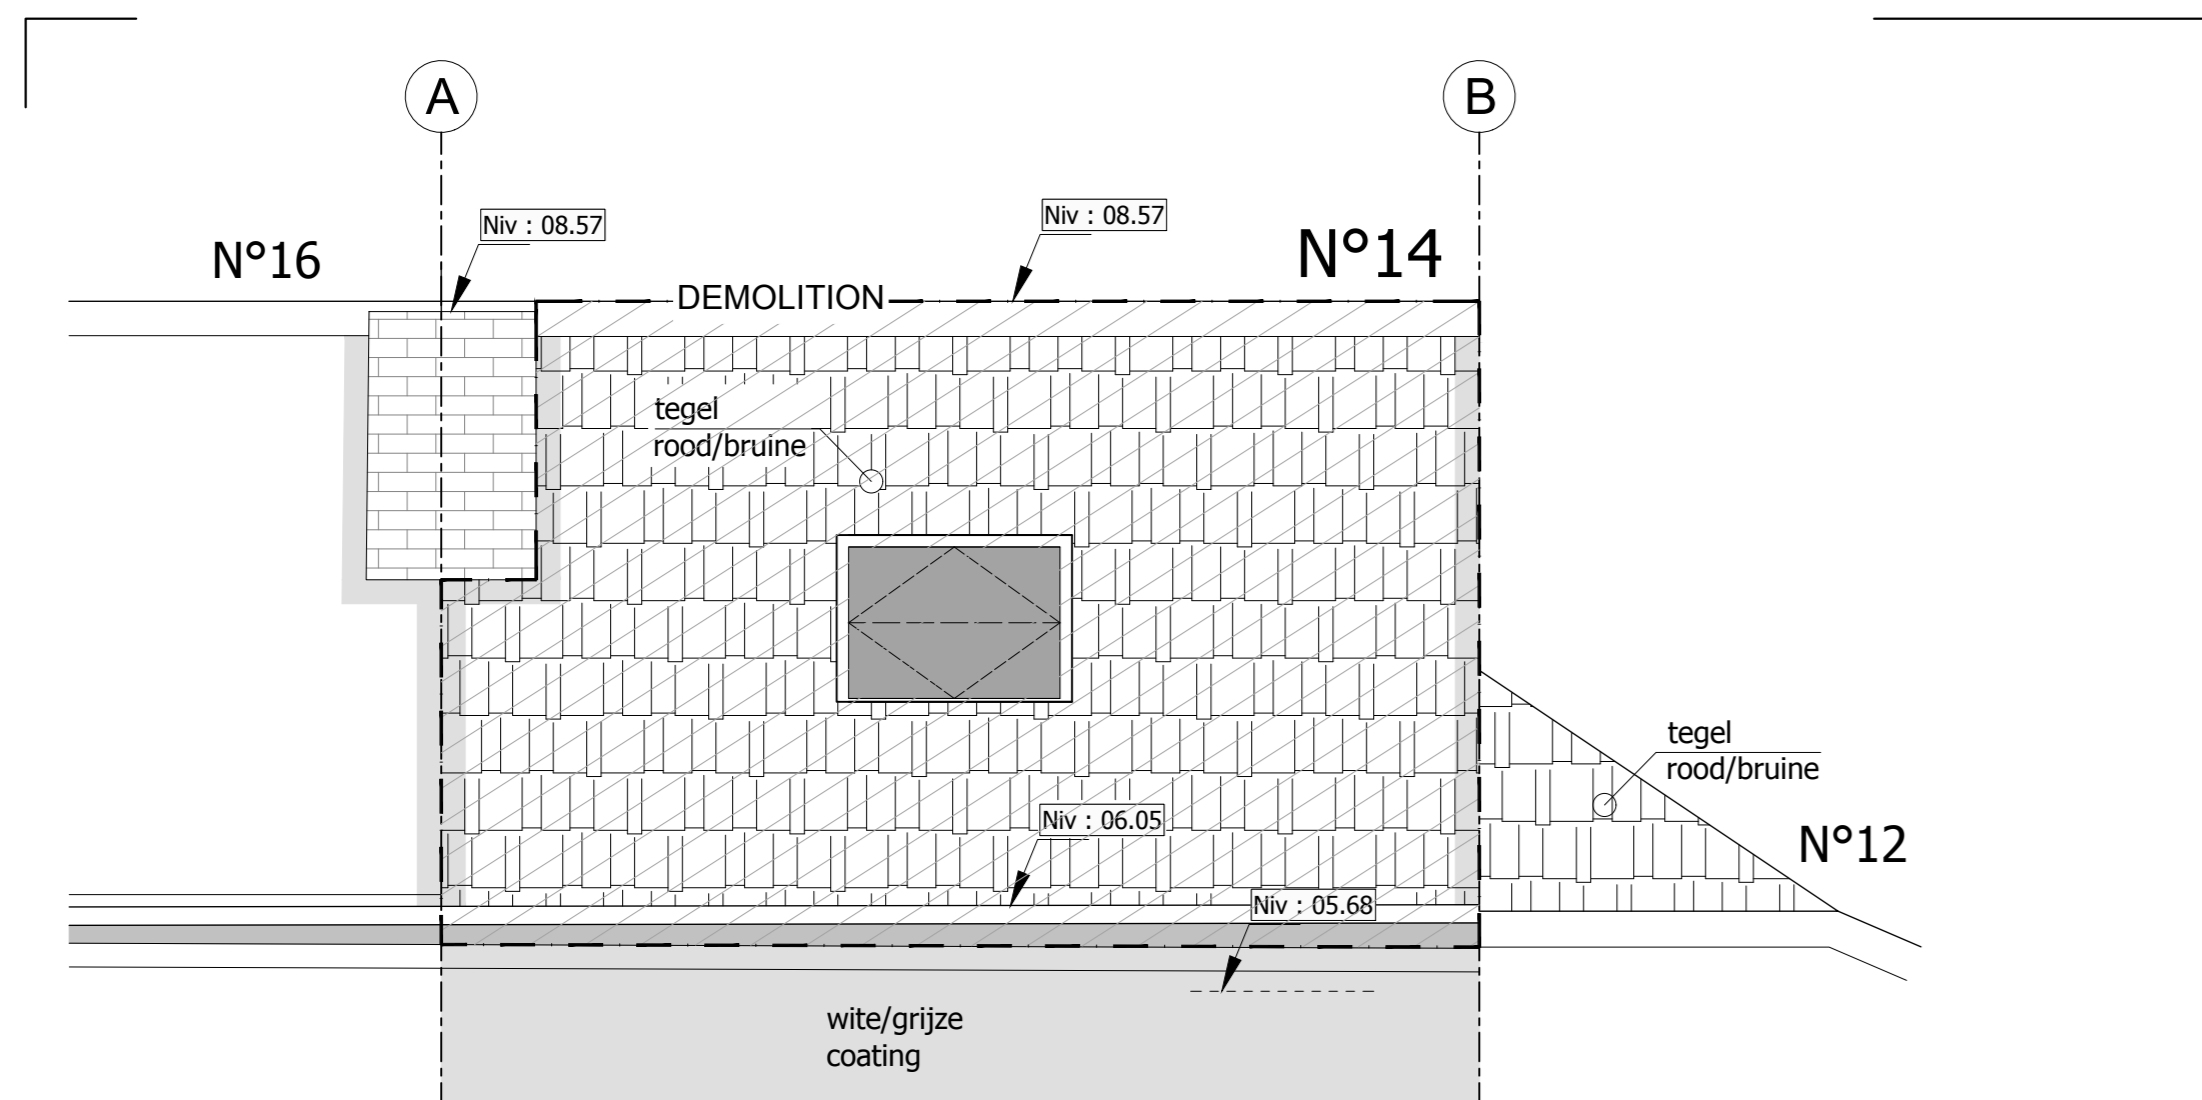 A
B
Niv : 08.57
Niv : 08.57
N°16
N°14
DEMOLITION
tegel
rood/bruine
tegel
rood/bruine
Niv : 06.05
N°12
Niv : 05.68
wite/grijze
coating